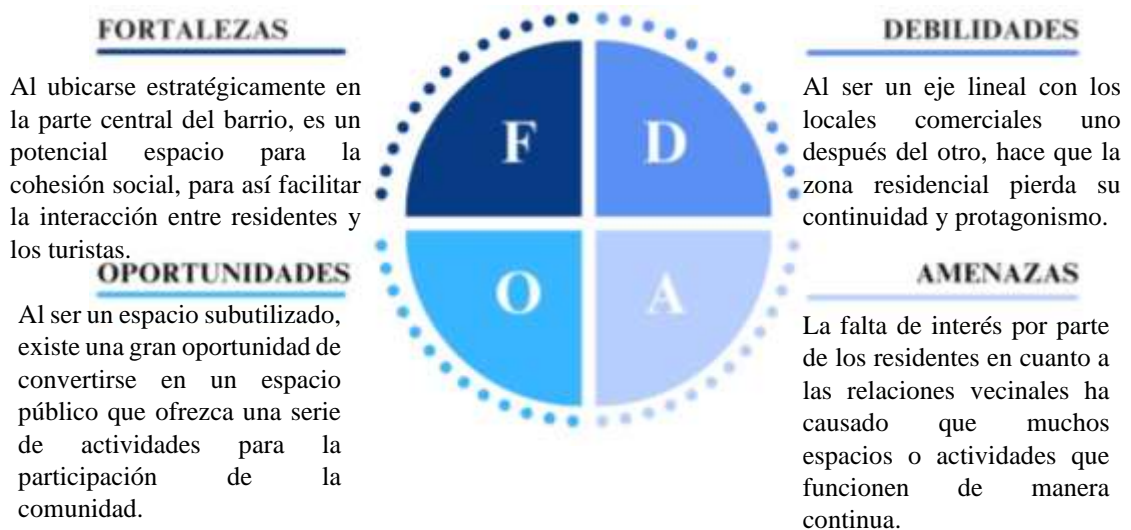 FORTALEZAS
Al ubicarse estratégicamente en
la parte central del barrio, es un
potencial espacio para la
cohesión social, para así facilitar
la interacción entre residentes y
los turistas.
DEBILIDADES
Al ser un eje lineal con los
locales comerciales uno
después del otro, hace que la
zona residencial pierda su
continuidad y protagonismo.
F
D
O
A
OPORTUNIDADES
Al ser un espacio subutilizado,
existe una gran oportunidad de
convertirse en un espacio
público que ofrezca una serie
de actividades para la
participación de la
comunidad.
AMENAZAS
La falta de interés por parte
de los residentes en cuanto a
las relaciones vecinales ha
causado que muchos
espacios o actividades que
funcionen de manera
continua.